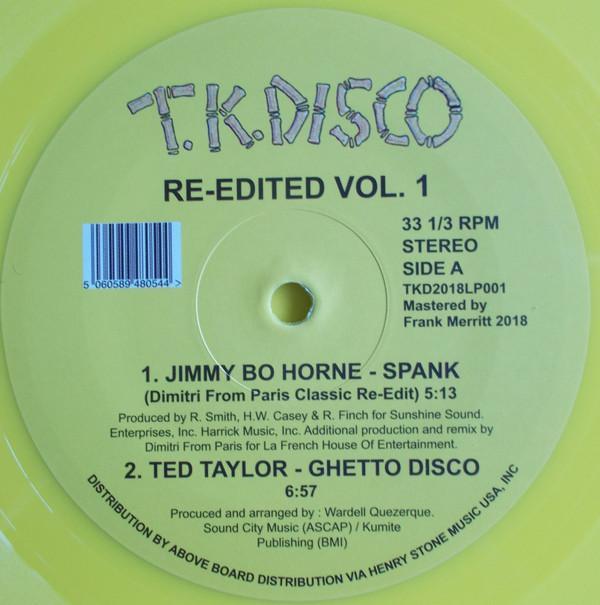 T.K.DISCO
RE-EDITED VOL. 1
33 1/3 RPM
STEREO
SIDE A
TKD2018LP001
Mastered by
Frank Merritt 2018
5 060589 480544 >
1. JIMMY BO HORNE - SPANK
(Dimitri From Paris Classic Re-Edit) 5:13
Produced by R. Smith, H.W. Casey & R. Finch for Sunshine Sound.
Enterprises, Inc. Harrick Music, Inc. Additional production and remix by
Dimitri From Paris for La French House Of Entertainment.
2. TED TAYLOR - GHETTO DISCO
6:57
Procuced and arranged by : Wardell Quezerque.
Sound City Music (ASCAP) / Kumite
Publishing (BMI)
DISTRIBUTION BY ABOVE BOARD DISTRIBUTION VIA HENRY STONE MUSIC USA, INC